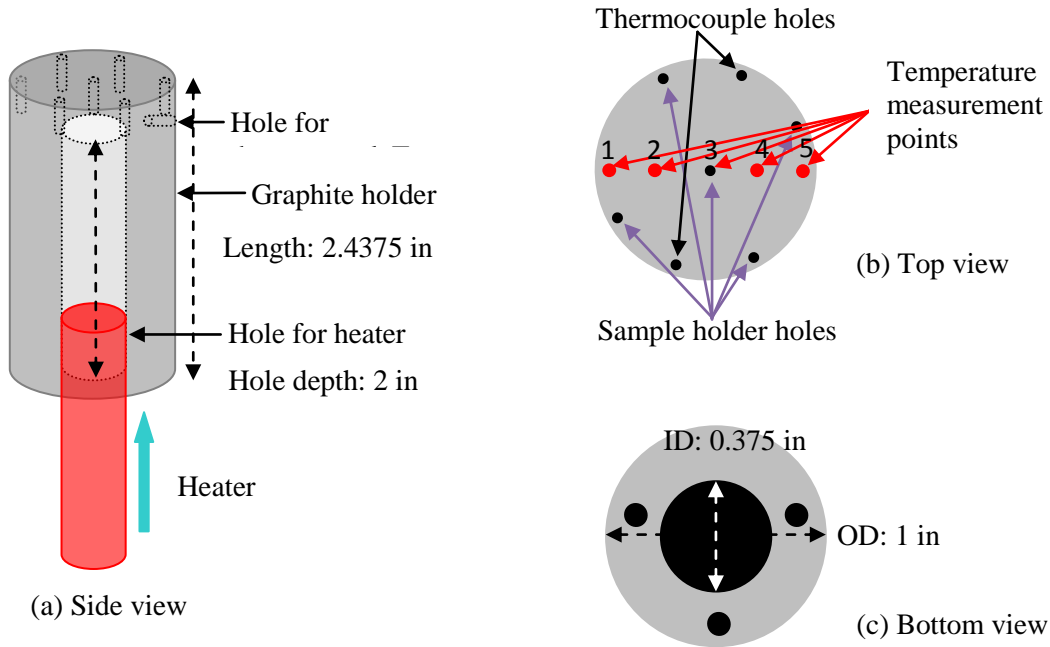 Hole for
Graphite holder
Length: 2.4375 in
Hole for heater
Hole depth: 2 in
Heater
(a) Side view
Thermocouple holes
Temperature
measurement
points
1 2 3 4 5
(b) Top view
Sample holder holes
ID: 0.375 in
OD: 1 in
(c) Bottom view